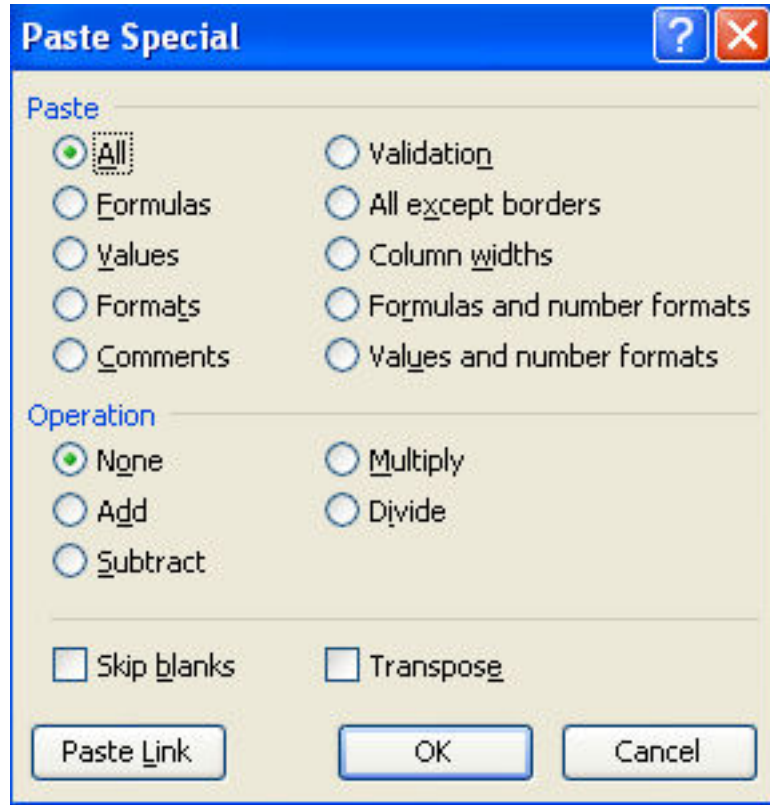 Paste Special
Paste
All
Validation
Formulas
All except borders
Values
Column widths
Formats
Formulas and number formats
Comments
Values and number formats
Operation
None
Multiply
Add
Divide
Subtract
Skip blanks
Transpose
Paste Link
OK
Cancel